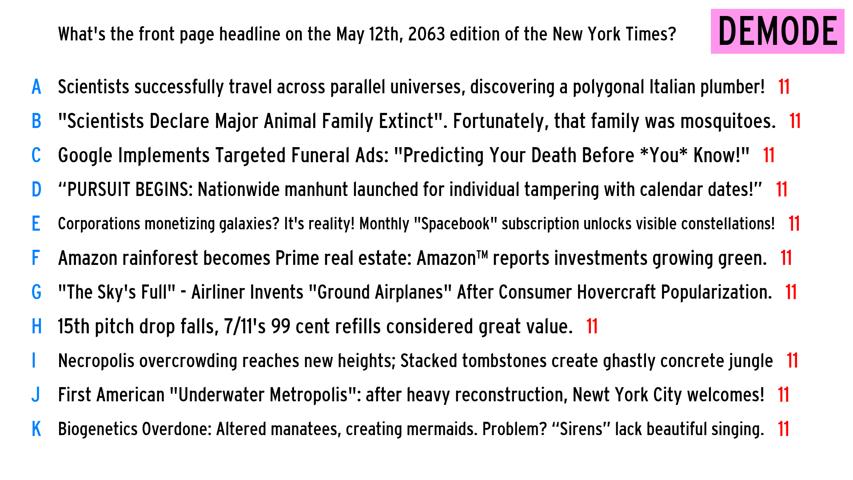 What's the front page headline on the May 12th, 2063 edition of the New York Times?
DEMODE
A Scientists successfully travel across parallel universes, discovering a polygonal Italian plumber! 11
B "Scientists Declare Major Animal Family Extinct". Fortunately, that family was mosquitoes. 11
C Google Implements Targeted Funeral Ads: "Predicting Your Death Before *You* Know!" 11
D “PURSUIT BEGINS: Nationwide manhunt launched for individual tampering with calendar dates!” 11
E Corporations monetizing galaxies? It's reality! Monthly "Spacebook" subscription unlocks visible constellations! 11
F Amazon rainforest becomes Prime real estate: Amazon™ reports investments growing green. 11
G "The Sky's Full" - Airliner Invents "Ground Airplanes" After Consumer Hovercraft Popularization. 11
H 15th pitch drop falls, 7/11's 99 cent refills considered great value. 11
I Necropolis overcrowding reaches new heights; Stacked tombstones create ghastly concrete jungle 11
J First American "Underwater Metropolis": after heavy reconstruction, Newt York City welcomes! 11
K Biogenetics Overdone: Altered manatees, creating mermaids. Problem? “Sirens” lack beautiful singing. 11